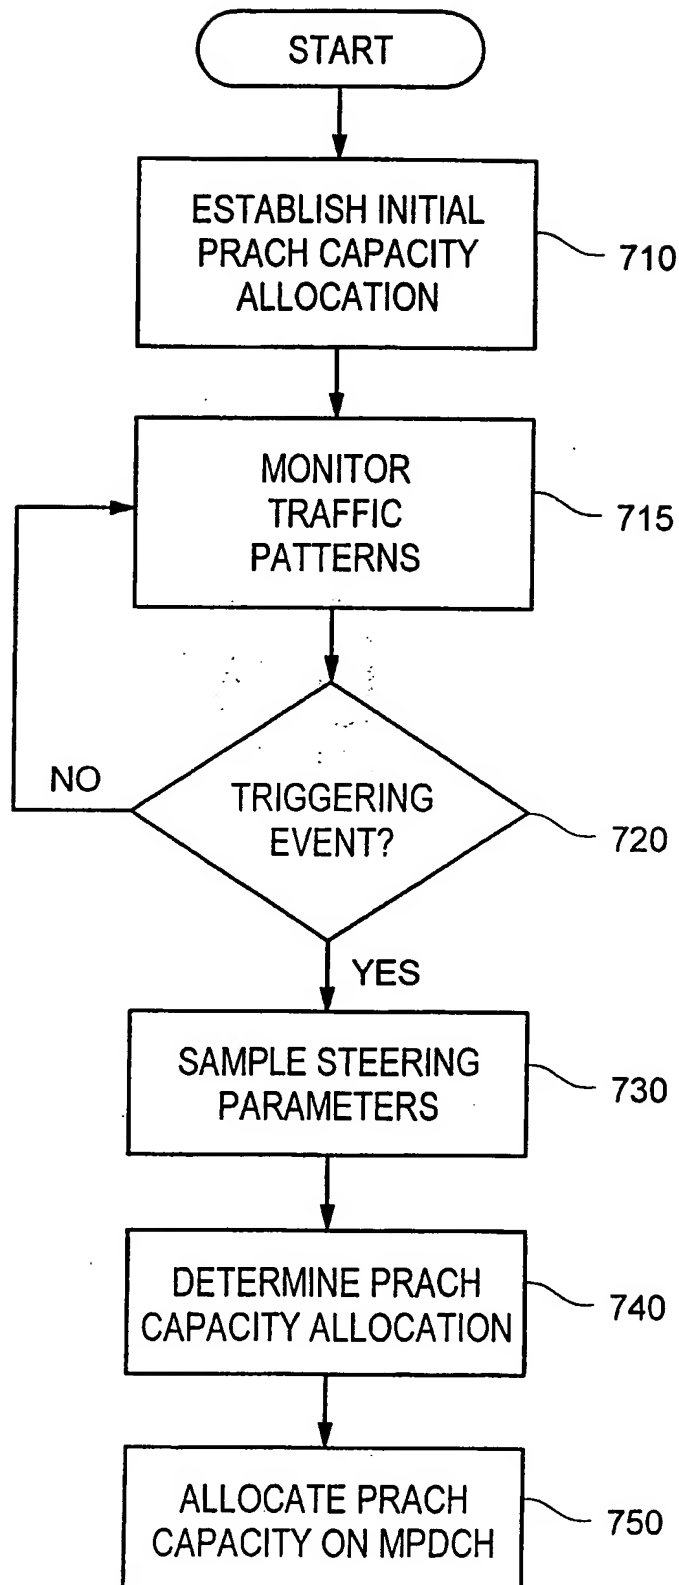 START
ESTABLISH INITIAL
PRACH CAPACITY
ALLOCATION
710
MONITOR
TRAFFIC
PATTERNS
715
NO
TRIGGERING
EVENT?
720
YES
SAMPLE STEERING
PARAMETERS
730
DETERMINE PRACH
CAPACITY ALLOCATION
740
ALLOCATE PRACH
CAPACITY ON MPDCH
750